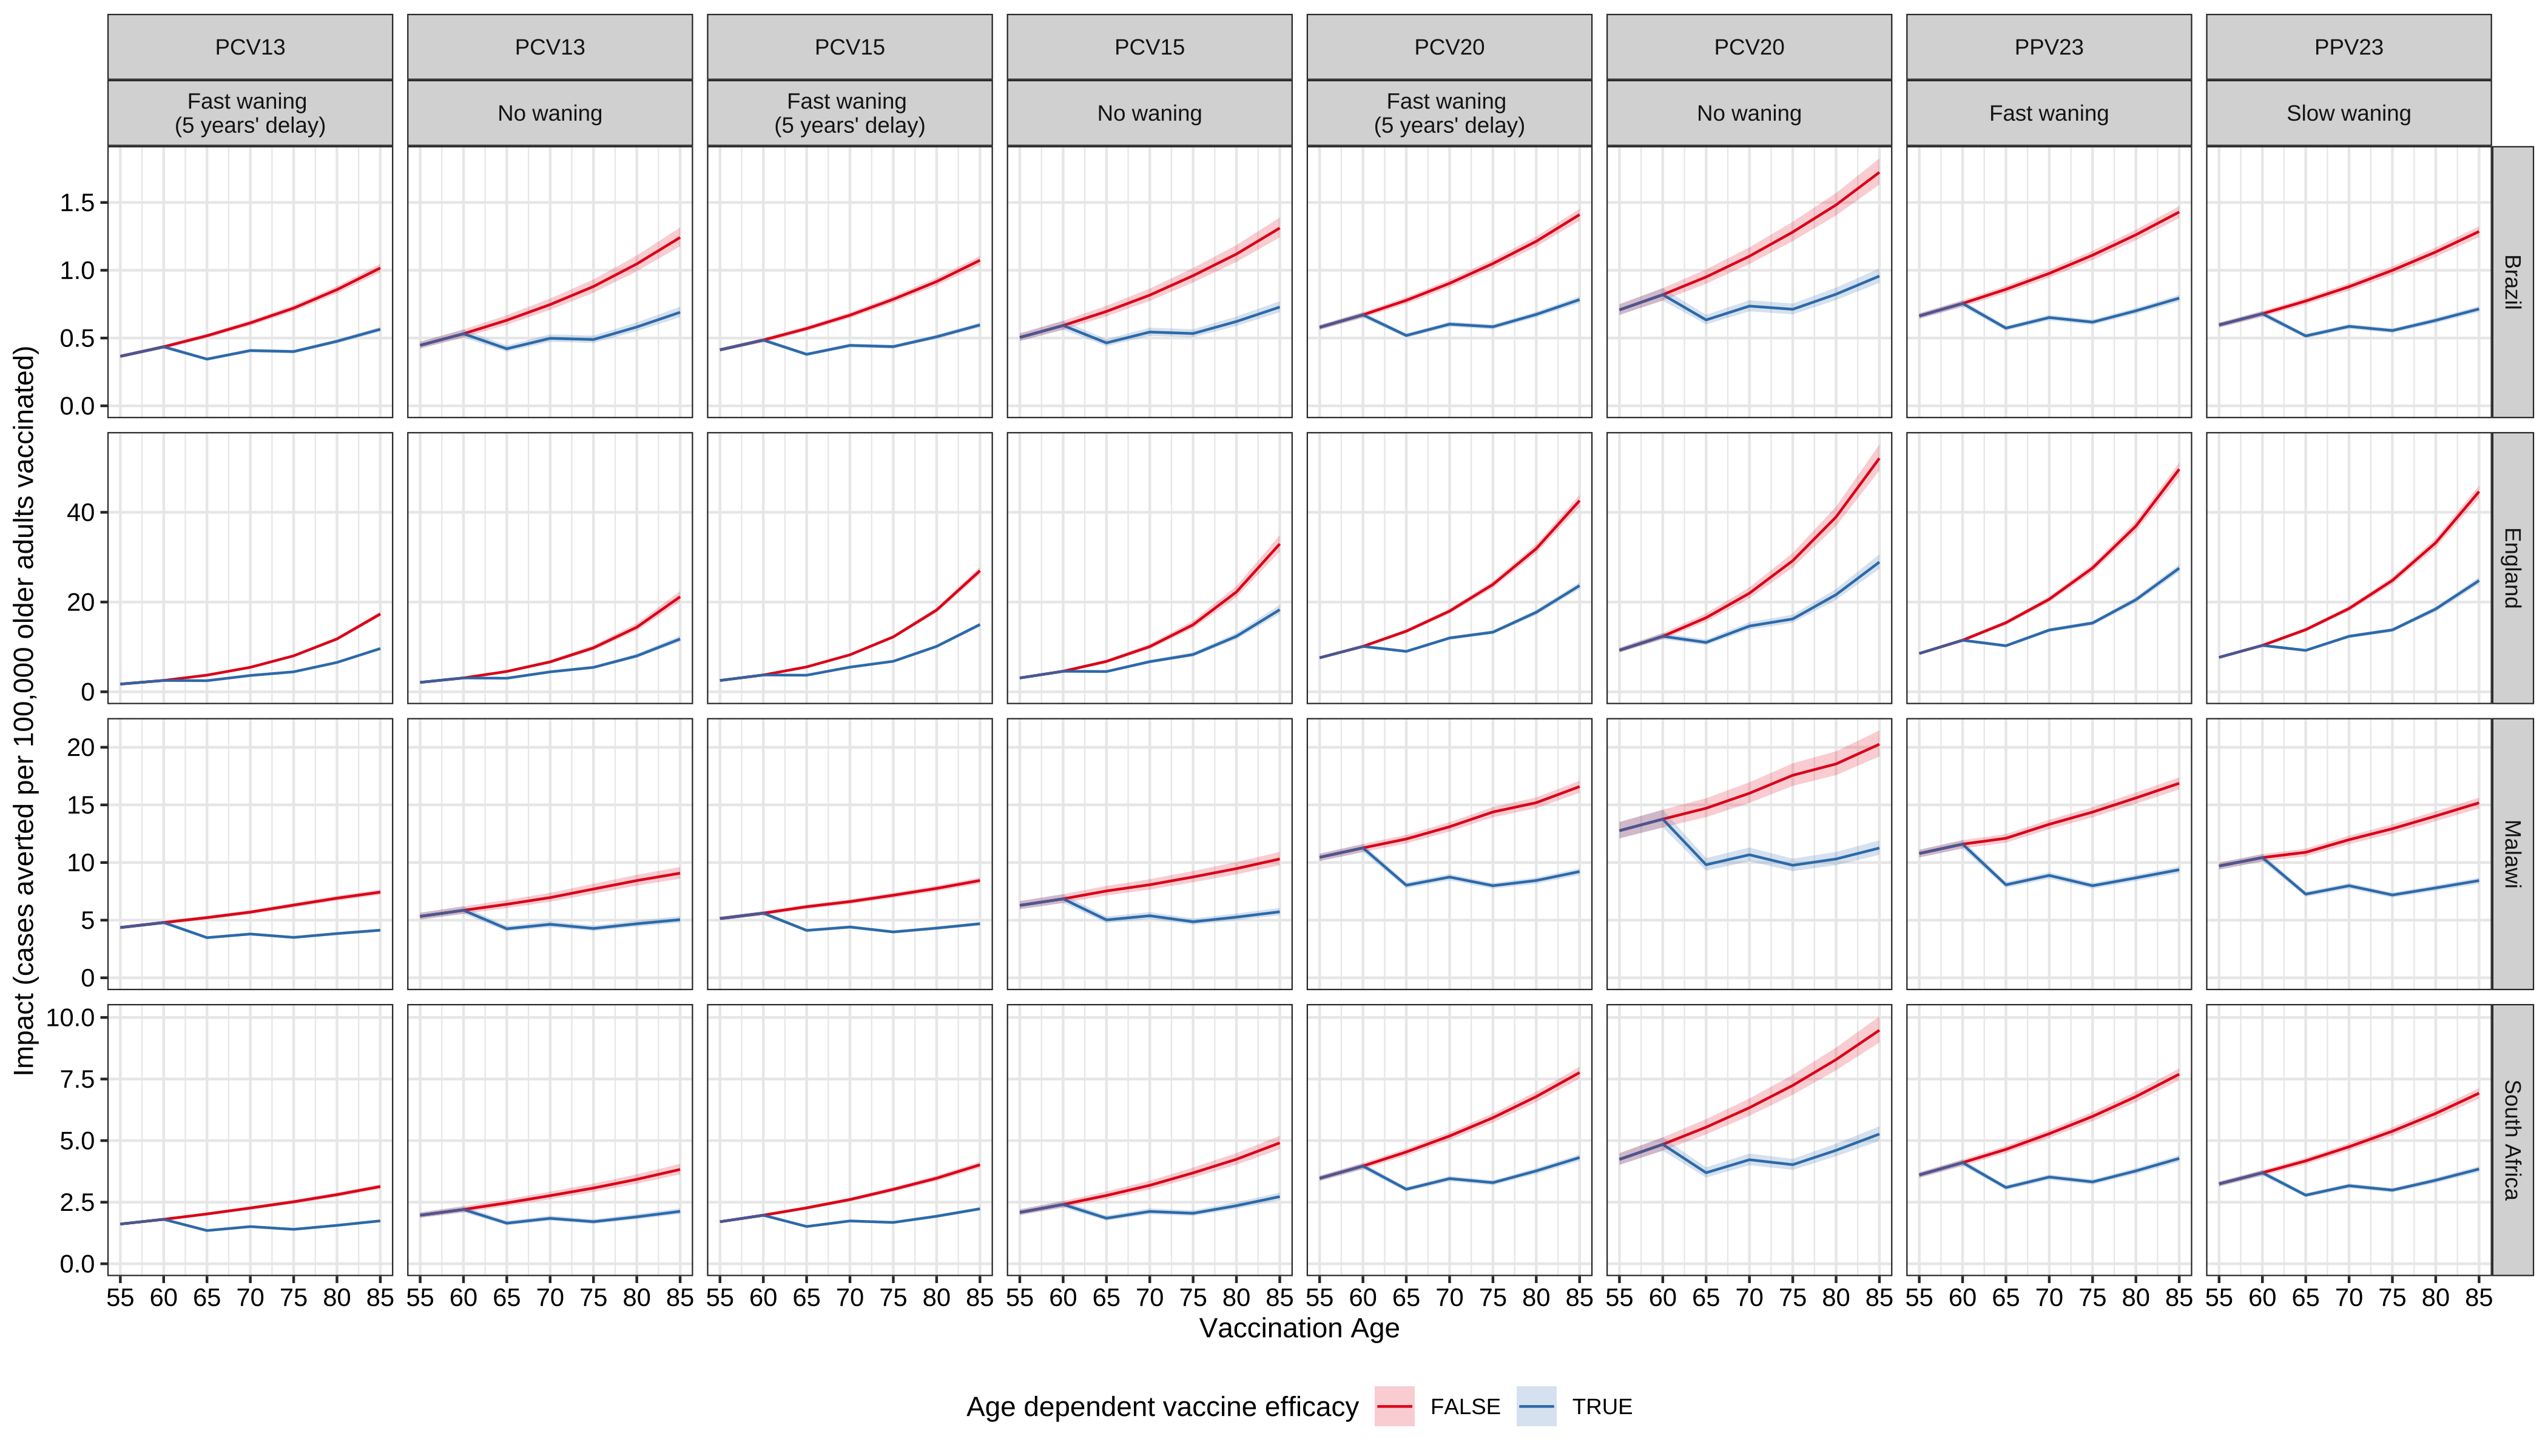 PCV13 PCV13 PCV15 PCV15 PCV20 PCV20 PPV23 PPV23
Fast waning
(5 years' delay)
No waning
Fast waning
(5 years' delay)
No waning
Fast waning
(5 years' delay)
No waning
Fast waning
Slow waning
Impact (cases averted per 100,000 older adults vaccinated)
1.5
1.0
0.5
0.0
Brazil
40
20
0
England
20
15
10
5
0
Malawi
10.0
7.5
5.0
2.5
0.0
South Africa
55 60 65 70 75 80 85 55 60 65 70 75 80 85 55 60 65 70 75 80 85 55 60 65 70 75 80 85 55 60 65 70 75 80 85 55 60 65 70 75 80 85 55 60 65 70 75 80 85 55 60 65 70 75 80 85
Vaccination Age
Age dependent vaccine efficacy FALSE TRUE